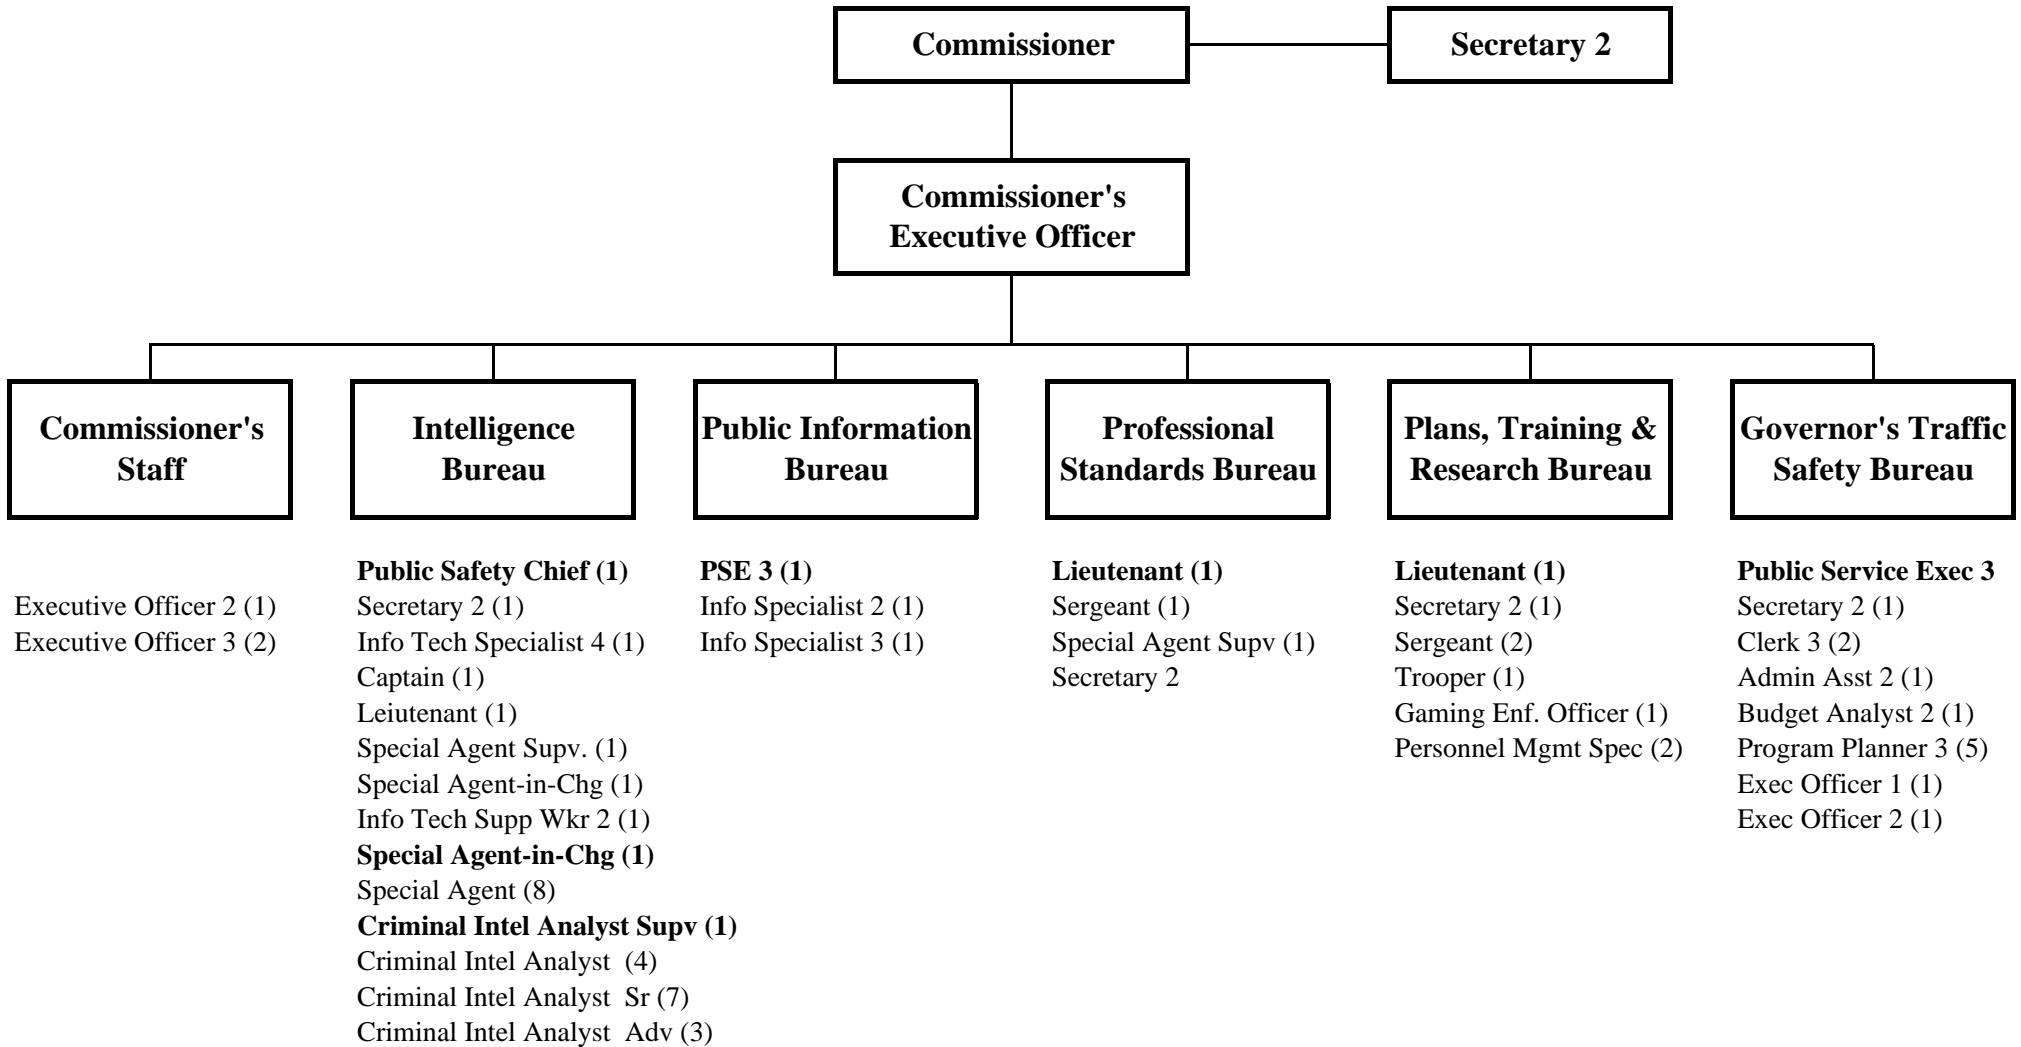 Commissioner
Secretary 2
Commissioner's
Executive Officer
Commissioner's
Staff
Intelligence
Bureau
Public Information
Bureau
Professional
Standards Bureau
Plans, Training &
Research Bureau
Governor's Traffic
Safety Bureau
Executive Officer 2 (1)
Executive Officer 3 (2)
Public Safety Chief (1)
Secretary 2 (1)
Info Tech Specialist 4 (1)
Captain (1)
Leiutenant (1)
Special Agent Supv. (1)
Special Agent-in-Chg (1)
Info Tech Supp Wkr 2 (1)
Special Agent-in-Chg (1)
Special Agent (8)
Criminal Intel Analyst Supv (1)
Criminal Intel Analyst  (4)
Criminal Intel Analyst  Sr (7)
Criminal Intel Analyst  Adv (3)
PSE 3 (1)
Info Specialist 2 (1)
Info Specialist 3 (1)
Lieutenant (1)
Sergeant (1)
Special Agent Supv (1)
Secretary 2
Lieutenant (1)
Secretary 2 (1)
Sergeant (2)
Trooper (1)
Gaming Enf. Officer (1)
Personnel Mgmt Spec (2)
Public Service Exec 3
Secretary 2 (1)
Clerk 3 (2)
Admin Asst 2 (1)
Budget Analyst 2 (1)
Program Planner 3 (5)
Exec Officer 1 (1)
Exec Officer 2 (1)